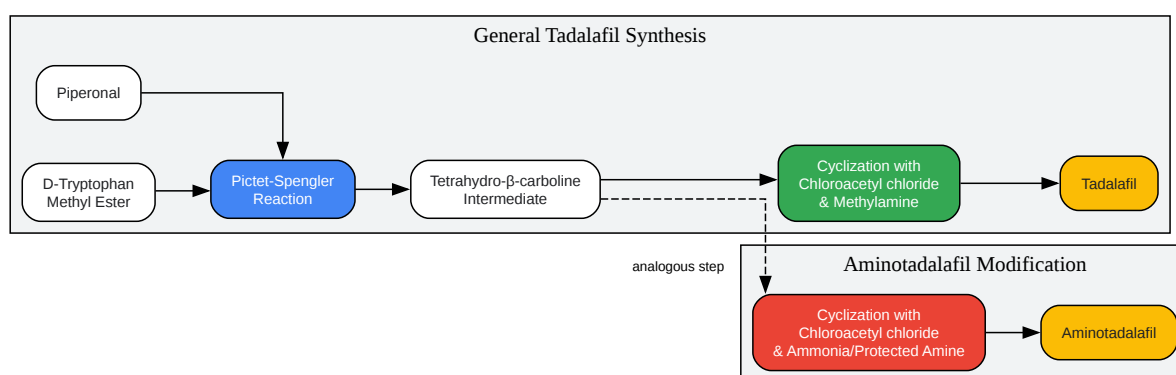 General Tadalafil Synthesis
Piperonal
D-Tryptophan
Methyl Ester
Pictet-Spengler
Reaction
Tetrahydro-β-carboline
Intermediate
Cyclization with
Chloroacetyl chloride
& Methylamine
Tadalafil
analogous step
Aminotadalafil Modification
Cyclization with
Chloroacetyl chloride
& Ammonia/Protected Amine
Aminotadalafil